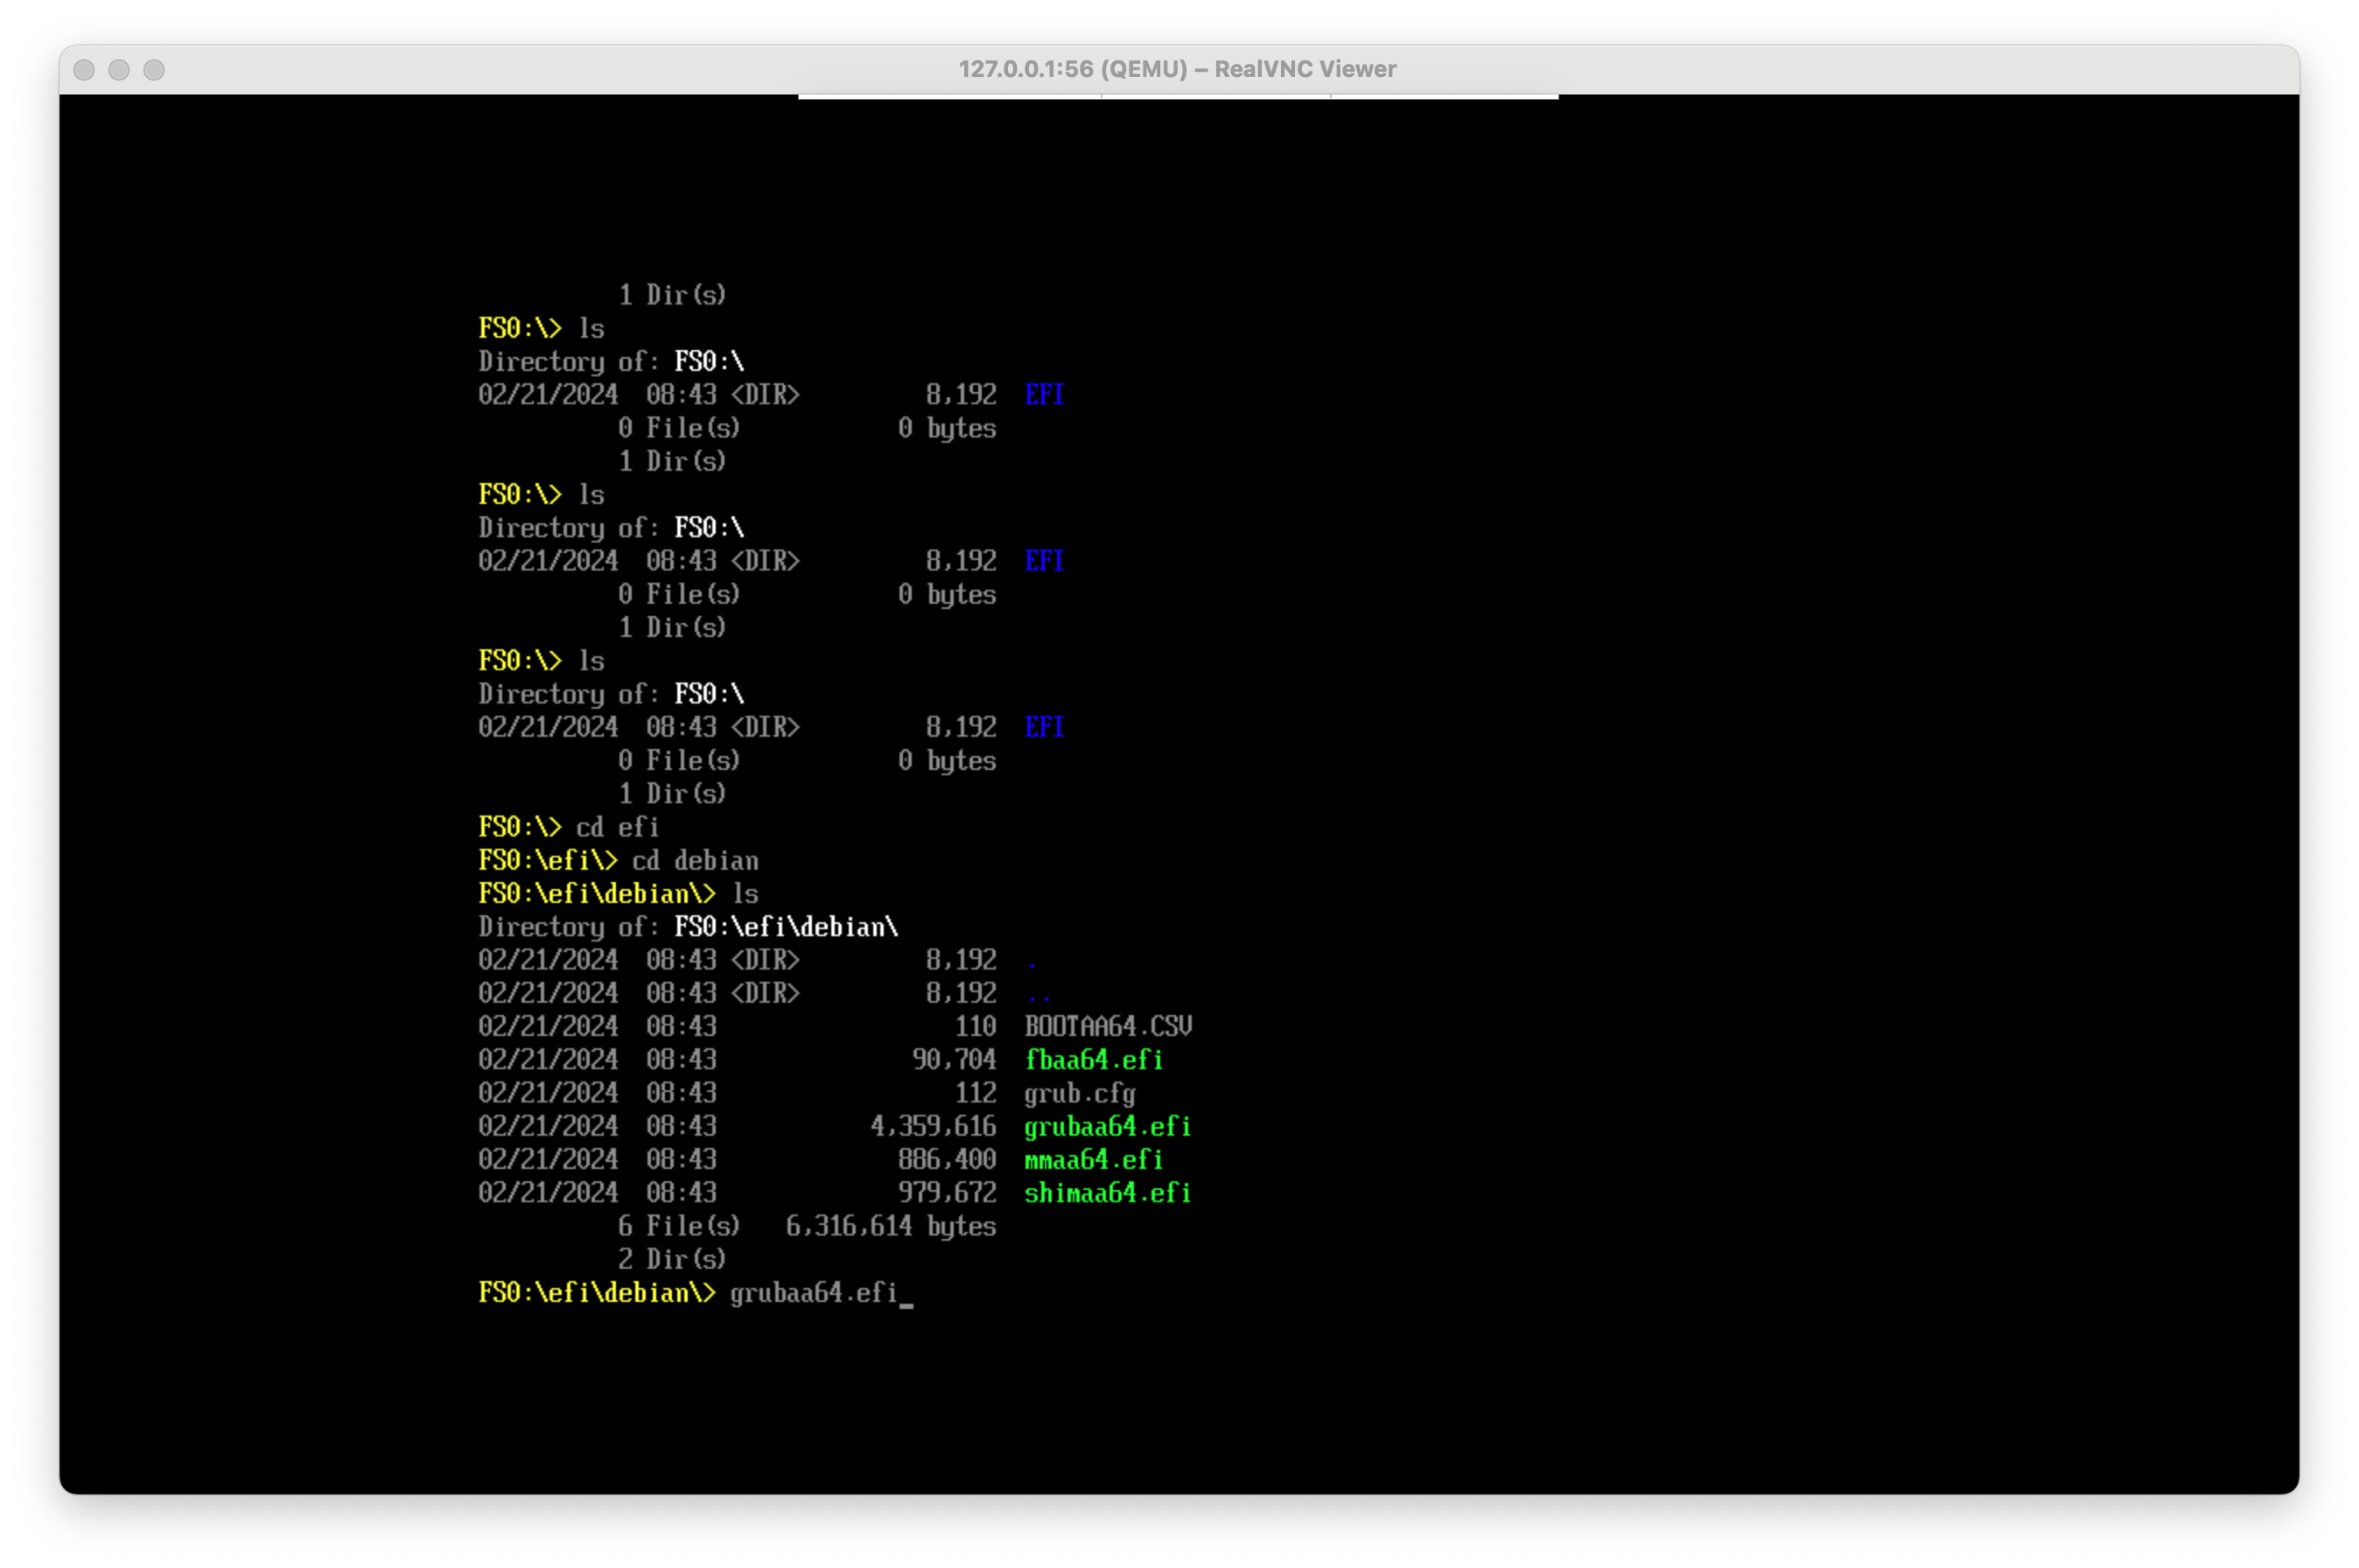 127.0.0.1:56 (QEMU) – RealVNC Viewer
1 Dir(s)
FS0:\> ls
Directory of: FS0:\
02/21/2024  08:43 <DIR>         8,192  EFI
0 File(s)           0 bytes
1 Dir(s)
FS0:\> ls
Directory of: FS0:\
02/21/2024  08:43 <DIR>         8,192  EFI
0 File(s)           0 bytes
1 Dir(s)
FS0:\> ls
Directory of: FS0:\
02/21/2024  08:43 <DIR>         8,192  EFI
0 File(s)           0 bytes
1 Dir(s)
FS0:\> cd efi
FS0:\efi\> cd debian
FS0:\efi\debian\> ls
Directory of: FS0:\efi\debian\
02/21/2024  08:43 <DIR>         8,192  .
02/21/2024  08:43 <DIR>         8,192  ..
02/21/2024  08:43                 110  BOOTAA64.CSV
02/21/2024  08:43              90,704  fbaa64.efi
02/21/2024  08:43                 112  grub.cfg
02/21/2024  08:43           4,359,616  grubaa64.efi
02/21/2024  08:43             886,400  mmaa64.efi
02/21/2024  08:43             979,672  shimaa64.efi
6 File(s)   6,316,614 bytes
2 Dir(s)
FS0:\efi\debian\> grubaa64.efi_